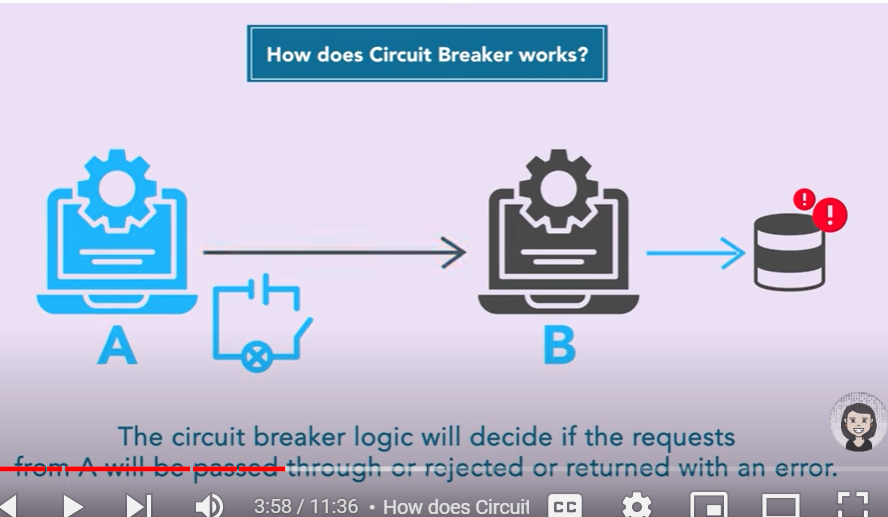 How does Circuit Breaker works?
A
B
The circuit breaker logic will decide if the requests
from A will be passed through or rejected or returned with an error.
3:58 / 11:36 • How does Circuit
CC